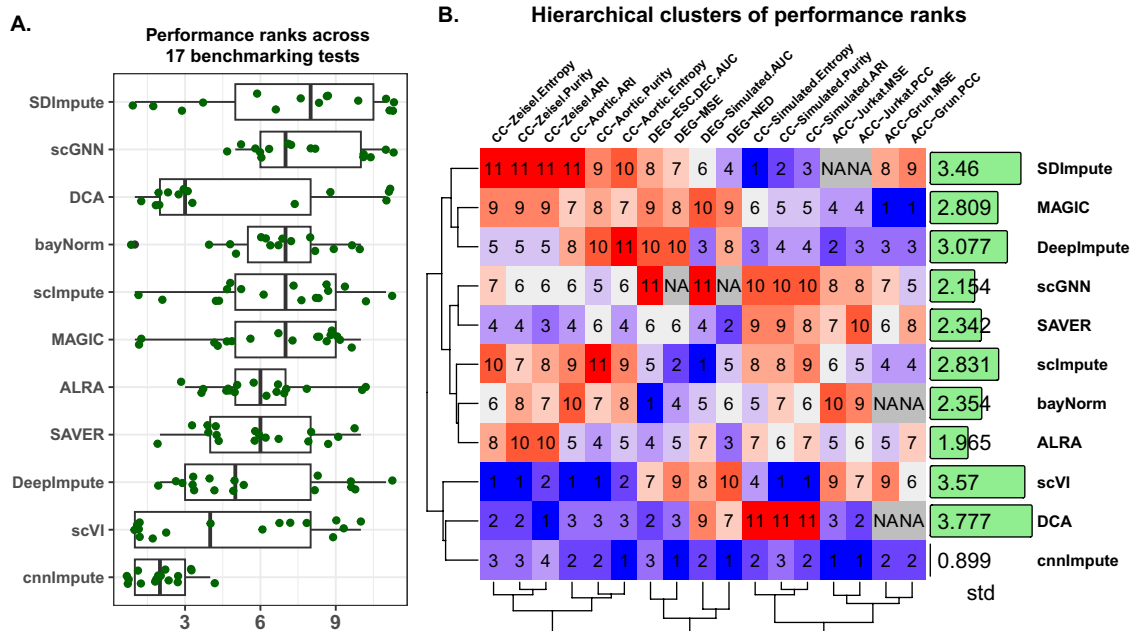 A.
Performance ranks across
17 benchmarking tests
SDImpute
scGNN
DCA
bayNorm
scImpute
MAGIC
ALRA
SAVER
DeepImpute
scVI
cnnImpute
3 6 9
B.
Hierarchical clusters of performance ranks
CC−Zeisel.Entropy
CC−Zeisel.Purity
CC−Zeisel.ARI
CC−Aortic.ARI
CC−Aortic.Purity
CC−Aortic.Entropy
DEG−ESC.DEC.AUC
DEG−MSE
DEG−Simulated.AUC
DEG−NED
CC−Simulated.Entropy
CC−Simulated.Purity
CC−Simulated.ARI
ACC−Jurkat.MSE
ACC−Jurkat.PCC
ACC−Grun.MSE
ACC−Grun.PCC
11 11 11 11 9 10 8 7 6 4 1 2 3 NA NA 8 9 3.46 SDImpute
9 9 9 7 8 7 9 8 10 9 6 5 5 4 4 1 1 2.809 MAGIC
5 5 5 8 10 11 10 10 3 8 3 4 4 2 3 3 3 3.077 DeepImpute
7 6 6 6 5 6 11 NA 11 NA 10 10 10 8 8 7 5 2.154 scGNN
4 4 3 4 6 4 6 6 4 2 9 9 8 7 10 6 8 2.342 SAVER
10 7 8 9 11 9 5 2 1 5 8 8 9 6 5 4 4 2.831 scImpute
6 8 7 10 7 8 1 4 5 6 5 7 6 10 9 NA NA 2.354 bayNorm
8 10 10 5 4 5 4 5 7 3 7 6 7 5 6 5 7 1.965 ALRA
1 1 2 1 1 2 7 9 8 10 4 1 1 9 7 9 6 3.57 scVI
2 2 1 3 3 3 2 3 9 7 11 11 11 3 2 NA NA 3.777 DCA
3 3 4 2 2 1 3 1 2 1 2 3 2 1 1 2 2 0.899 cnnImpute
std